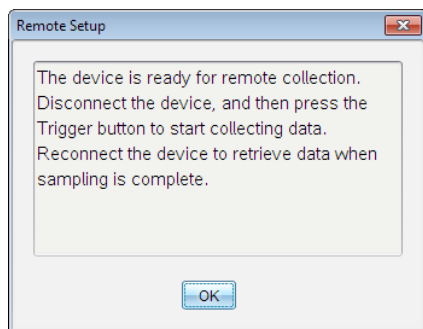 Remote Setup
The device is ready for remote collection.
Disconnect the device, and then press the
Trigger button to start collecting data.
Reconnect the device to retrieve data when
sampling is complete.
OK